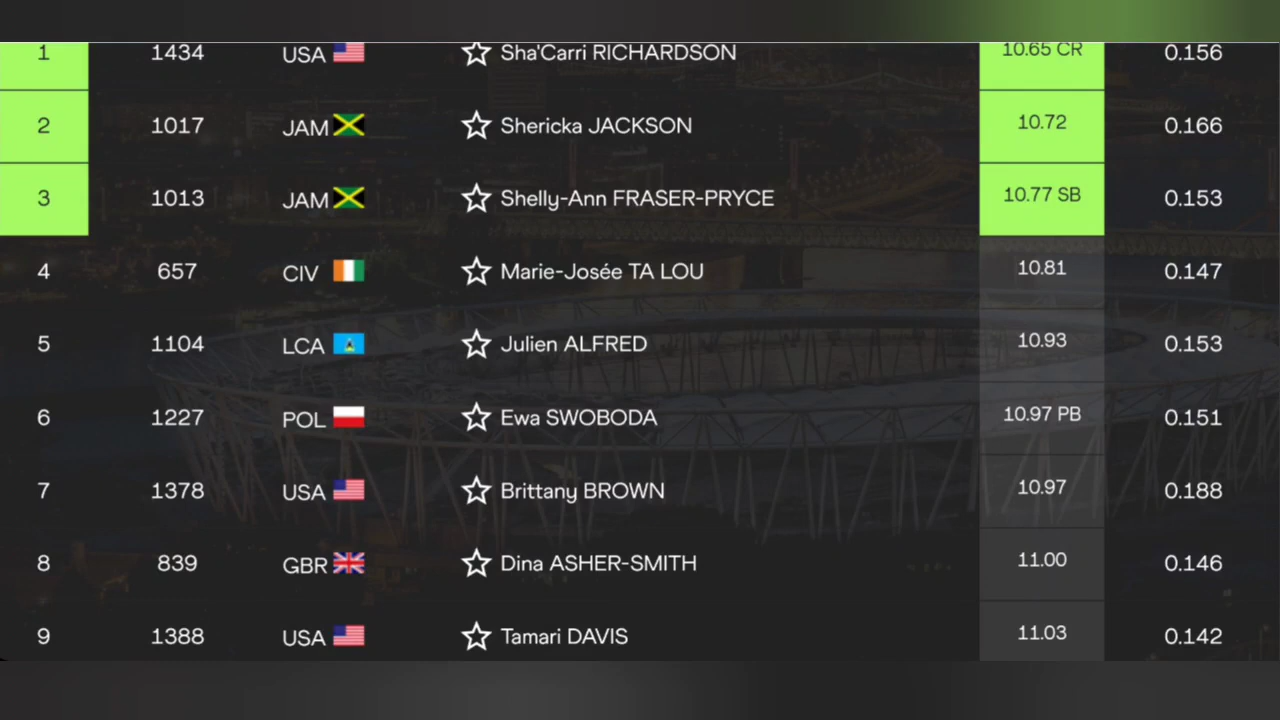 1 1434 USA Sha'Carri RICHARDSON 10.65 CR 0.156
2 1017 JAM Shericka JACKSON 10.72 0.166
3 1013 JAM Shelly-Ann FRASER-PRYCE 10.77 SB 0.153
4 657 CIV Marie-Josée TA LOU 10.81 0.147
5 1104 LCA Julien ALFRED 10.93 0.153
6 1227 POL Ewa SWOBODA 10.97 PB 0.151
7 1378 USA Brittany BROWN 10.97 0.188
8 839 GBR Dina ASHER-SMITH 11.00 0.146
9 1388 USA Tamari DAVIS 11.03 0.142